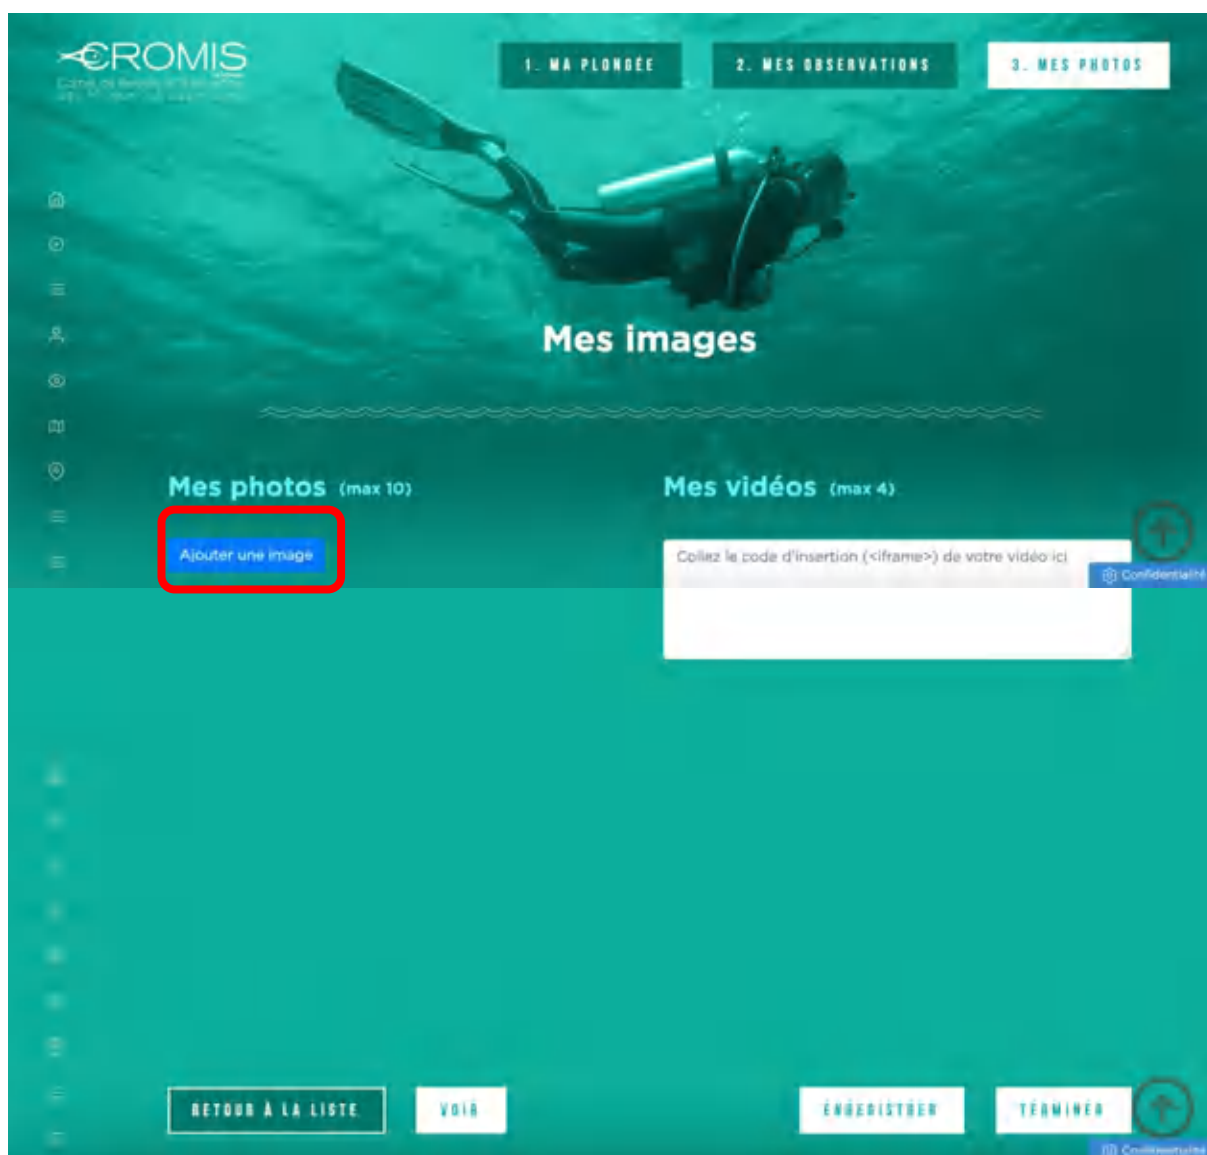 CROMIS
1. MA PLONGÉE
2. MES OBSERVATIONS
3. MES PHOTOS
Mes images
Mes photos (max 10)
Mes vidéos (max 4)
Ajouter une image
Collez le code d'insertion (<iframe>) de votre vidéo ici
Confidentialité
RETOUR À LA LISTE
VOIR
ENREGISTRER
TERMINER
Confidentialité